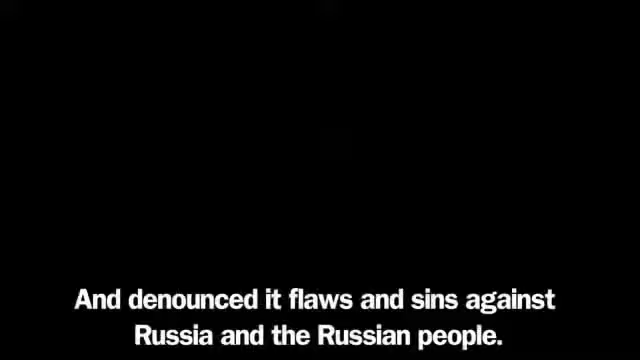 And denounced it flaws and sins against
Russia and the Russian people.